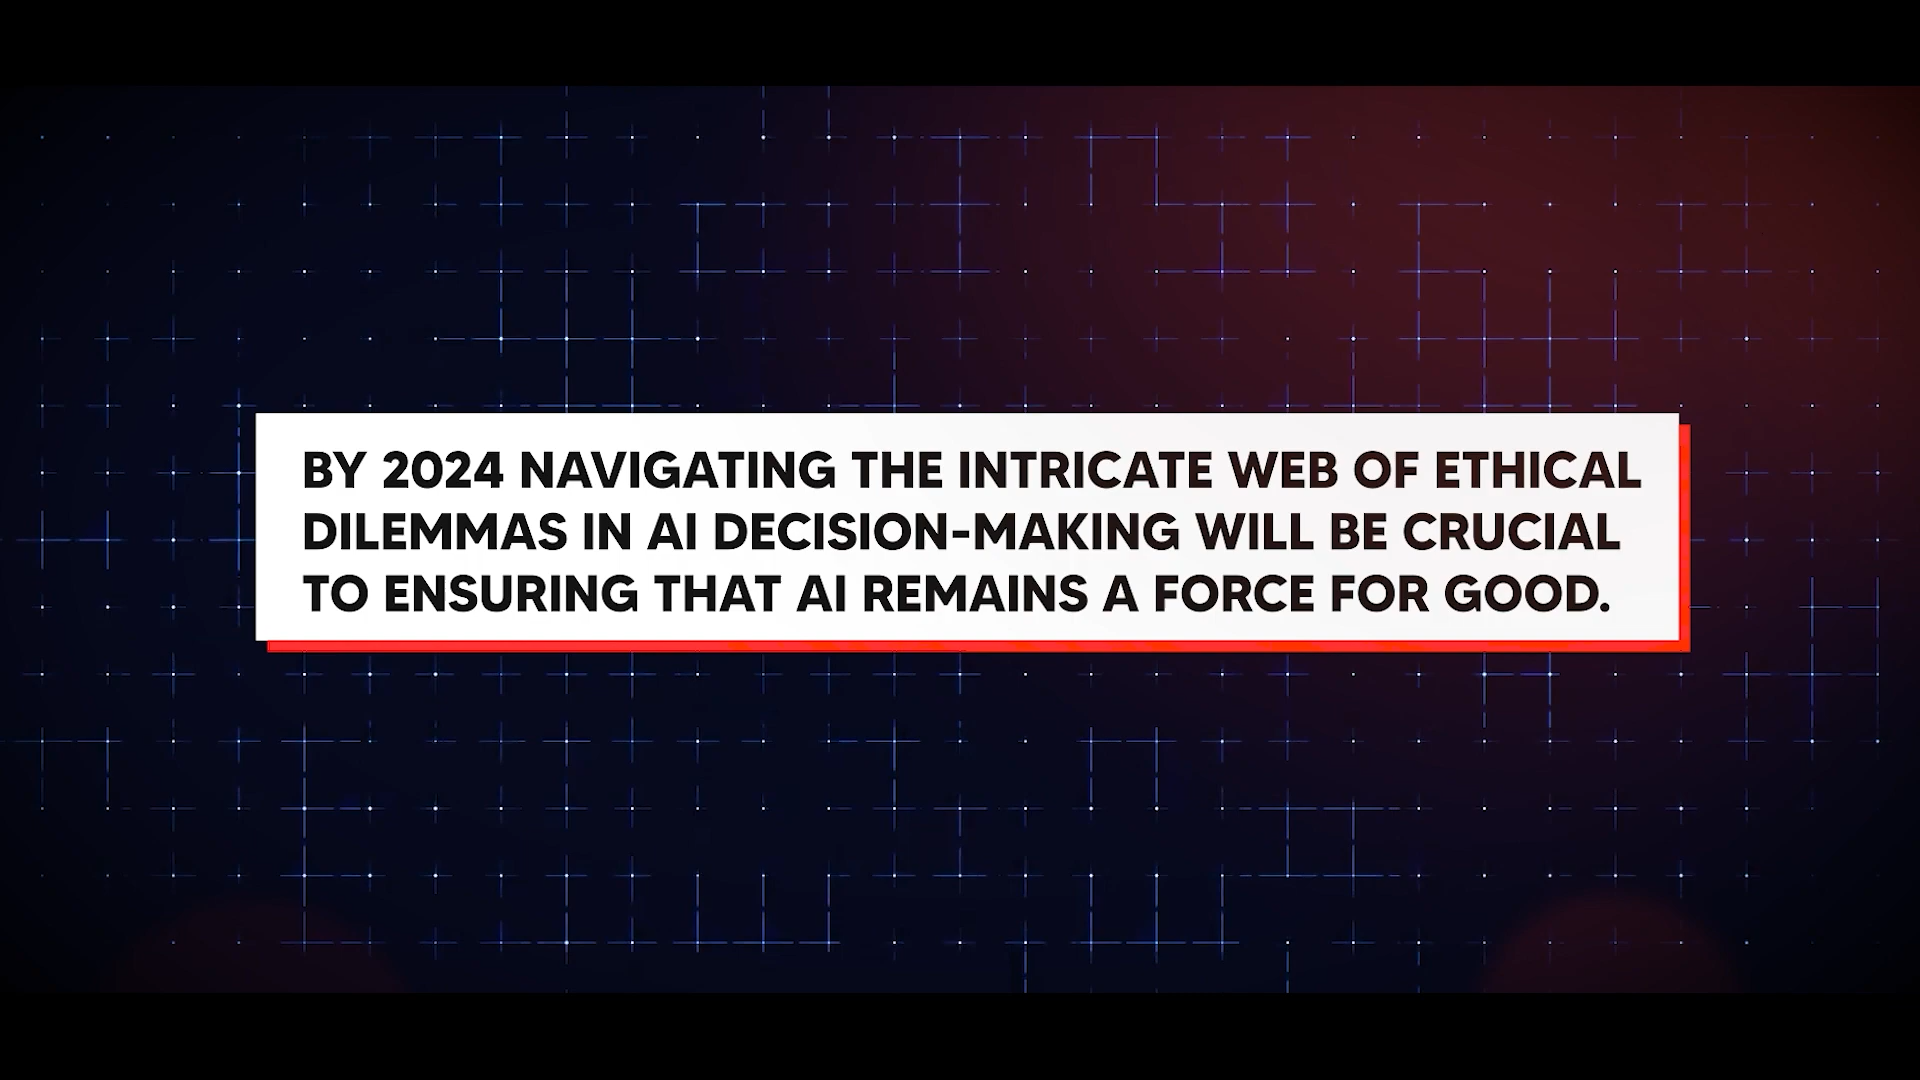 BY 2024 NAVIGATING THE INTRICATE WEB OF ETHICAL
DILEMMAS IN AI DECISION-MAKING WILL BE CRUCIAL
TO ENSURING THAT AI REMAINS A FORCE FOR GOOD.